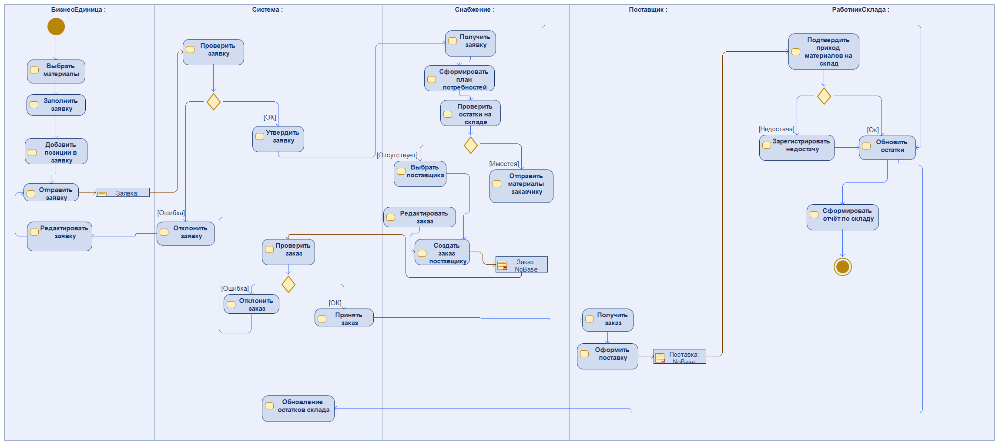 БизнесЕдиница :
Система :
Снабжение :
Поставщик :
РаботникСклада :
Выбрать
материалы
Заполнить
заявку
Добавить
позиции в
заявку
Отправить
заявку
Заявка:
Редактировать
заявку
Проверить
заявку
[ОК]
Утвердить
заявку
[Ошибка]
Отклонить
заявку
Проверить
заказ
[Ошибка]
Отклонить
заказ
[ОК]
Принять
заказ
Обновление
остатков склада
Получить
заявку
Сформировать
план
потребностей
Проверить
остатки на
складе
[Отсутствует]
Выбрать
поставщика
[Имеется]
Отправить
материалы
заказчику
Редактировать
заказ
Создать
заказ
поставщику
Заказ:
NoBase
Получить
заказ
Оформить
поставку
Поставка:
NoBase
Подтвердить
приход
материалов на
склад
[Недостача]
Зарегистрировать
недостачу
[Ок]
Обновить
остатки
Сформировать
отчёт по складу